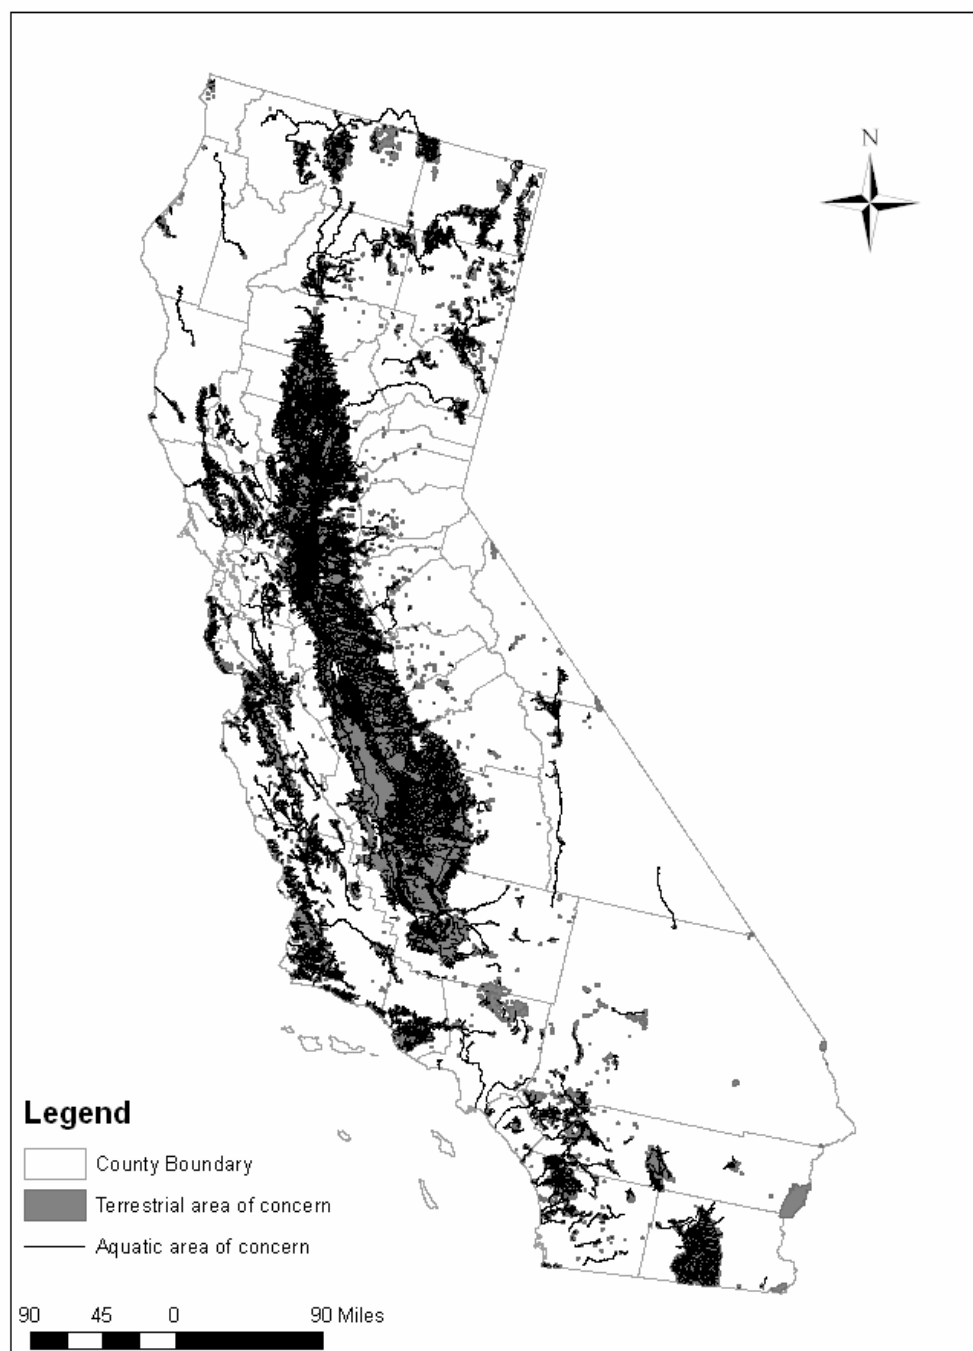 N
Legend
County Boundary
Terrestrial area of concern
Aquatic area of concern
90 45 0 90 Miles